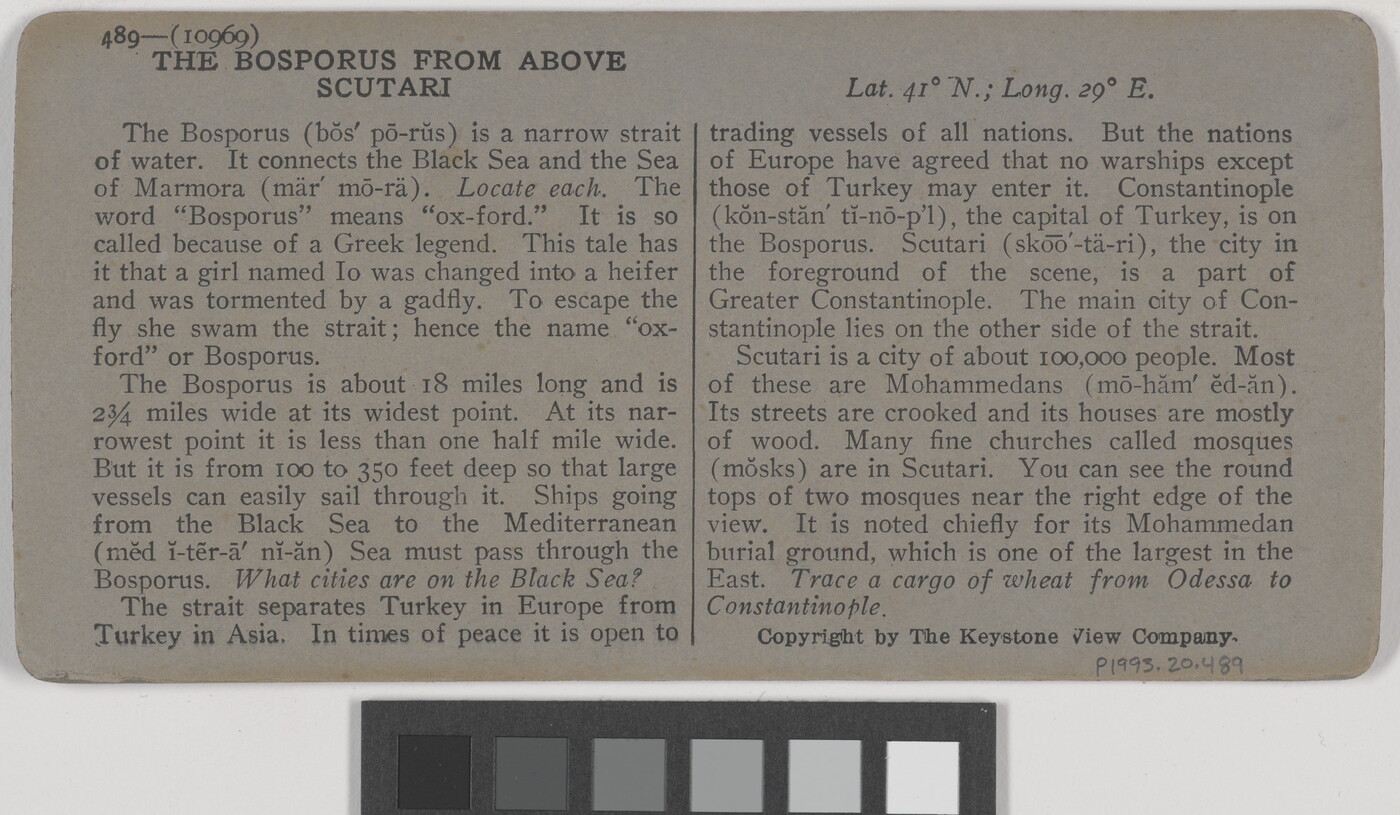 489—(10969)
THE BOSPORUS FROM ABOVE
SCUTARI
The Bosporus (bŏs′ pō-rŭs) is a narrow strait
of water. It connects the Black Sea and the Sea
of Marmora (mär′ mō-rä). Locate each. The
word “Bosporus” means “ox-ford.” It is so
called because of a Greek legend. This tale has
it that a girl named Io was changed into a heifer
and was tormented by a gadfly. To escape the
fly she swam the strait; hence the name “ox-
ford” or Bosporus.
The Bosporus is about 18 miles long and is
2¾ miles wide at its widest point. At its nar-
rowest point it is less than one half mile wide.
But it is from 100 to 350 feet deep so that large
vessels can easily sail through it. Ships going
from the Black Sea to the Mediterranean
(mĕd ĭ-tẽr-ā′ nĭ-ăn) Sea must pass through the
Bosporus. What cities are on the Black Sea?
The strait separates Turkey in Europe from
Turkey in Asia. In times of peace it is open to
Lat. 41° N.; Long. 29° E.
trading vessels of all nations. But the nations
of Europe have agreed that no warships except
those of Turkey may enter it. Constantinople
(kŏn-stăn′ tĭ-nō-p’l), the capital of Turkey, is on
the Bosporus. Scutari (sko͞o′-tä-ri), the city in
the foreground of the scene, is a part of
Greater Constantinople. The main city of Con-
stantinople lies on the other side of the strait.
Scutari is a city of about 100,000 people. Most
of these are Mohammedans (mō-hăm′ ĕd-ăn).
Its streets are crooked and its houses are mostly
of wood. Many fine churches called mosques
(mŏsks) are in Scutari. You can see the round
tops of two mosques near the right edge of the
view. It is noted chiefly for its Mohammedan
burial ground, which is one of the largest in the
East. Trace a cargo of wheat from Odessa to
Constantinople.
Copyright by The Keystone View Company.
P1993.20.489